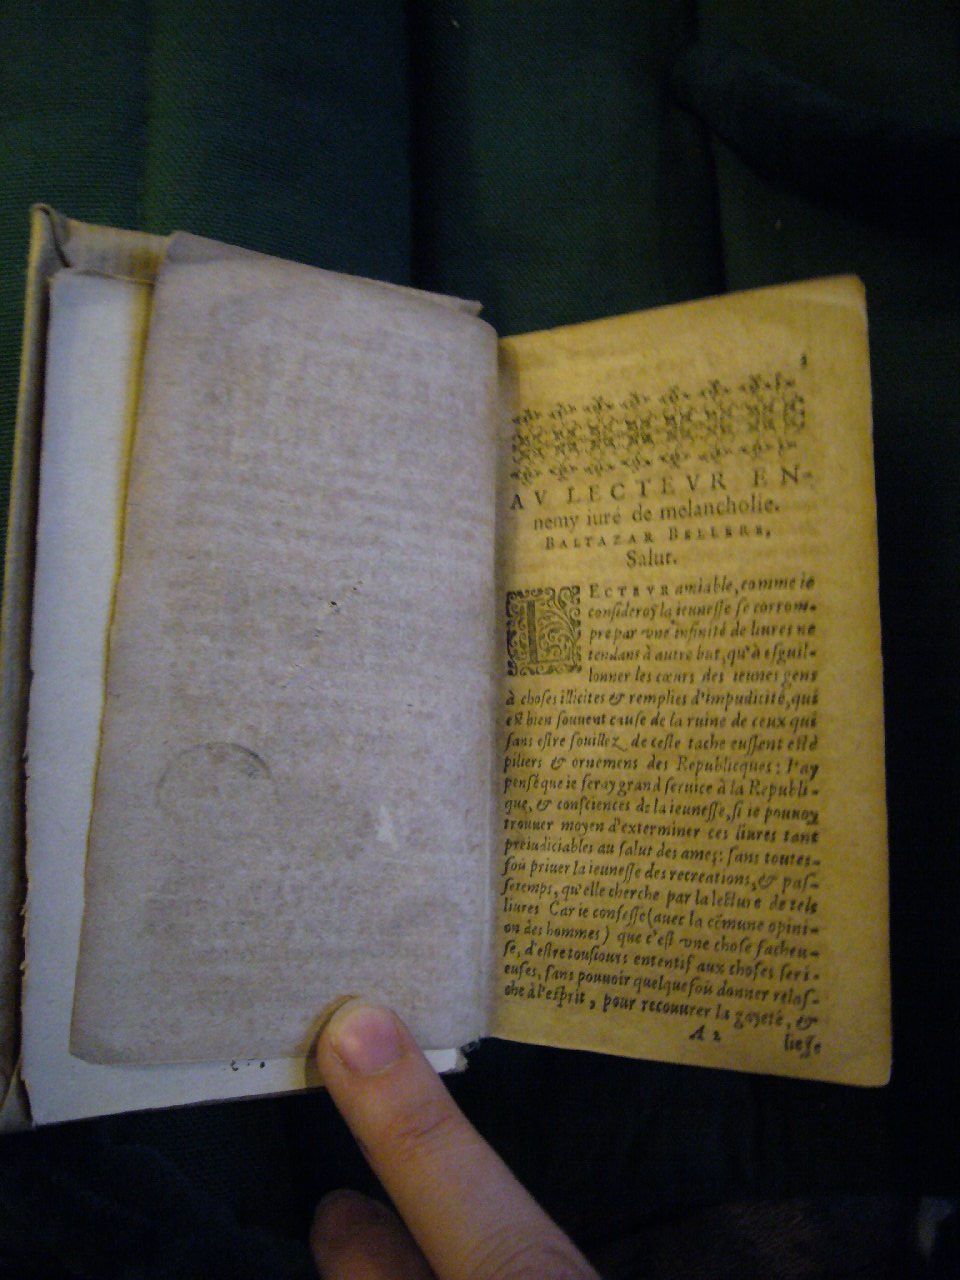 3
AV LECTEVR EN-
nemy iuré de melancholie.
BALTAZAR BELLERE,
Salut.
LECTEVR amiable, comme ie
consideroy la ieunesse se corrom-
pre par vne infinité de liures ne
tendans à autre but, qu'à esguil-
lonner les cœurs des ieunes gens
à choses illicites & remplies d'impudicité, qui
est bien souuent cause de la ruine de ceux qui
sans estre souillez de ceste tache eussent esté
piliers & ornemens des Republicques: I'ay
pensé que ie feray grand seruice à la Republi-
que, & consciences de la ieunesse, si ie pouuoy
trouuer moyen d'exterminer ces liures tant
preiudiciables au salut des ames: sans toutes-
fois priuer la ieunesse des recreations, & pas-
setemps, qu'elle cherche par la lecture de tels
liures Car ie confesse (auec la cõmune opini-
on des hommes) que c'est vne chose facheu-
se, d'estre tousiours ententif aux choses seri-
euses, sans pouuoir quelquefois donner relas-
che à l'esprit, pour recouurer la gayeté, &
A 2 liesse